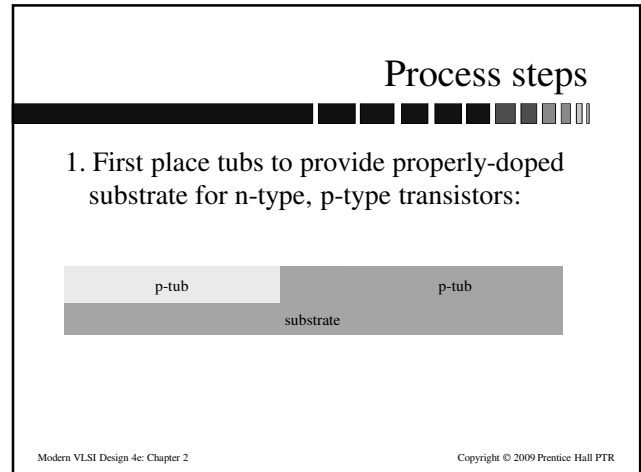 Process steps
1. First place tubs to provide properly-doped
substrate for n-type, p-type transistors:
p-tub
p-tub
substrate
Modern VLSI Design 4e: Chapter 2
Copyright © 2009 Prentice Hall PTR